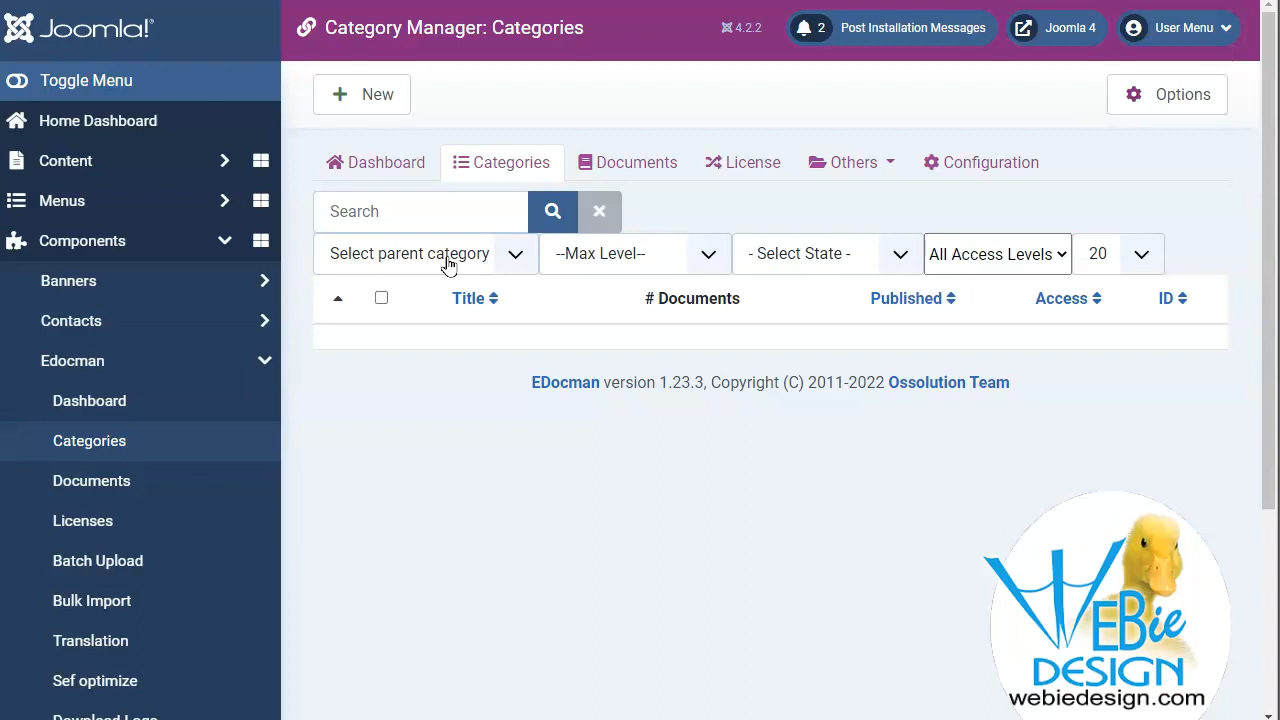 Joomla!®
Category Manager: Categories
4.2.2
2
Post Installation Messages
Joomla 4
User Menu
Toggle Menu
New
Options
Home Dashboard
Content
Menus
Components
Banners
Contacts
Edocman
Dashboard
Categories
Documents
Licenses
Batch Upload
Bulk Import
Translation
Sef optimize
Download Logs
Dashboard
Categories
Documents
License
Others
Configuration
Search
Select parent category
--Max Level--
- Select State -
All Access Levels
20
Title
# Documents
Published
Access
ID
EDocman version 1.23.3, Copyright (C) 2011-2022 Ossolution Team
WEBie
DESIGN
webiedesign.com